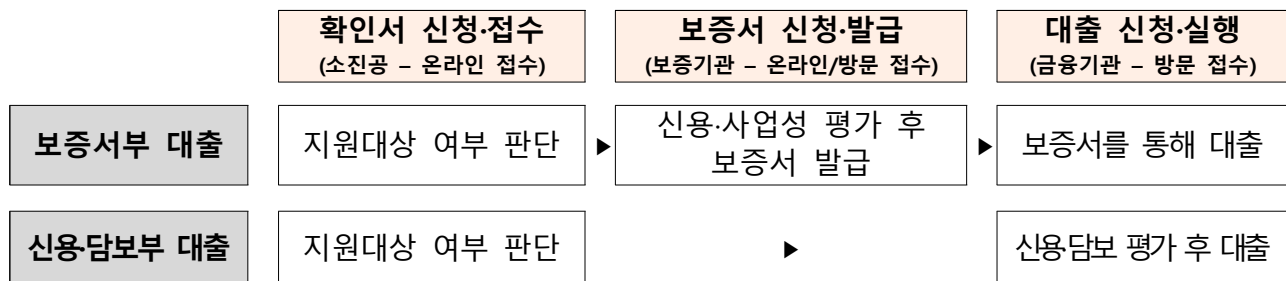 확인서 신청·접수
(소진공 – 온라인 접수)
보증서 신청·발급
(보증기관 – 온라인/방문 접수)
대출 신청·실행
(금융기관 – 방문 접수)
보증서부 대출
지원대상 여부 판단
▶
신용·사업성 평가 후
보증서 발급
▶
보증서를 통해 대출
신용·담보부 대출
지원대상 여부 판단
▶
신용·담보 평가 후 대출